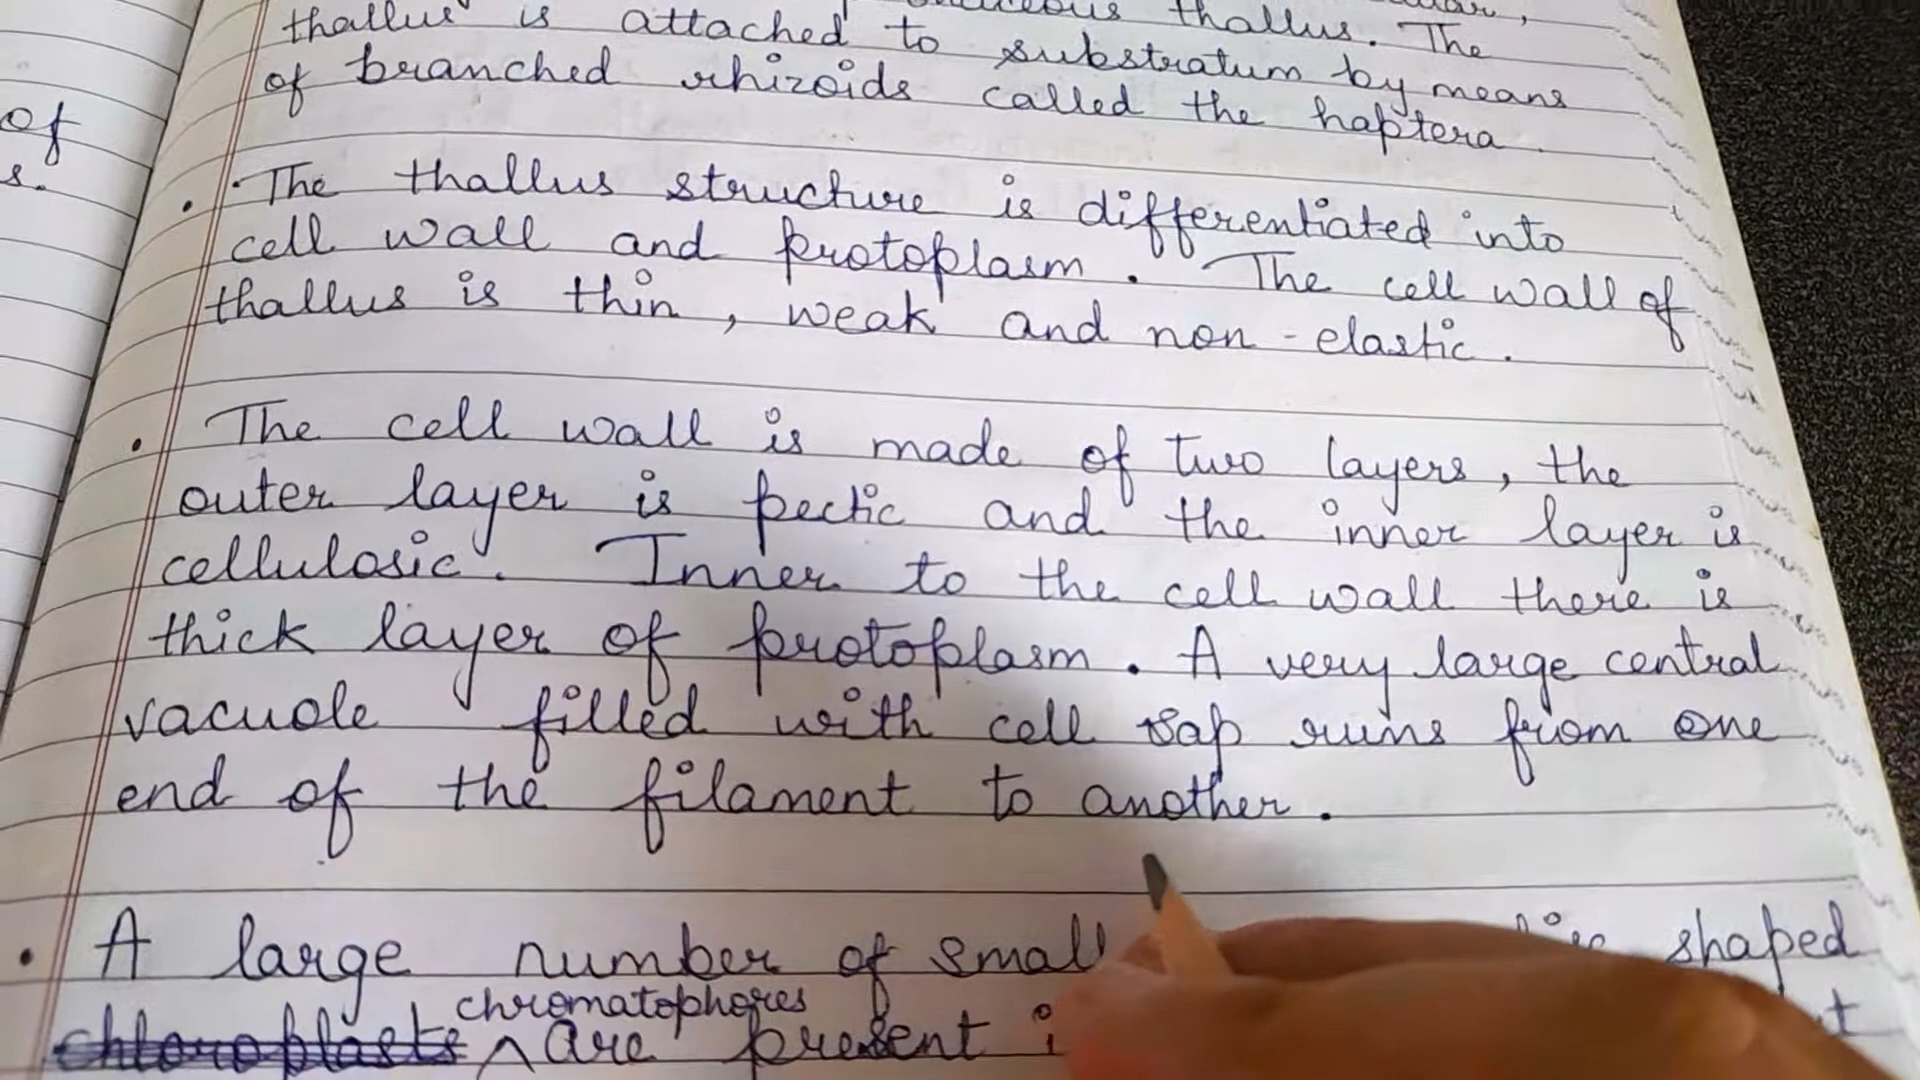 of
s.
thallus. The
thallus is attached to substratum by means
of branched rhizoids called the haptera.
• The thallus structure is differentiated into
cell wall and protoplasm. The cell wall of
thallus is thin, weak and non-elastic.
• The cell wall is made of two layers, the
outer layer is pectic and the inner layer is
cellulosic. Inner to the cell wall there is
thick layer of protoplasm. A very large central
vacuole filled with cell sap runs from one
end of the filament to another.
• A large number of small shaped
chloroplasts chromatophores are present